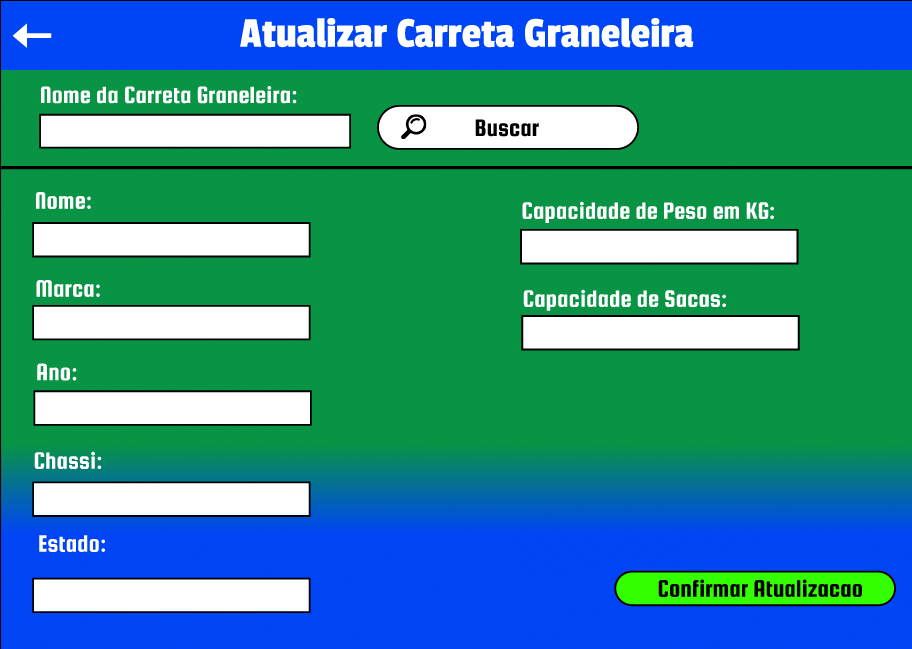 Atualizar Carreta Graneleira
Nome da Carreta Graneleira:
Buscar
Nome:
Marca:
Ano:
Chassi:
Estado:
Capacidade de Peso em KG:
Capacidade de Sacas:
Confirmar Atualizacao